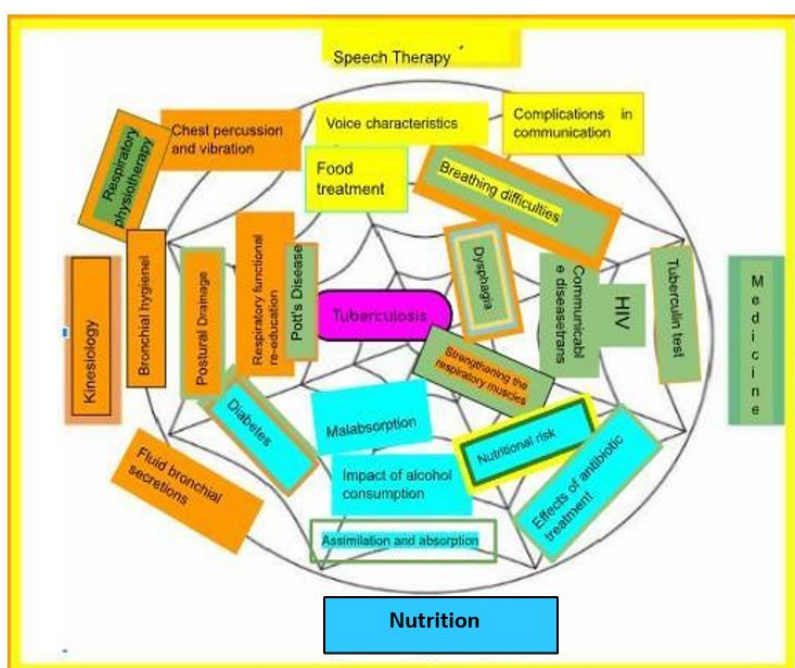 Speech Therapy
Chest percussion
and vibration
Voice characteristics
Complications in
communication
Respiratory
physiotherapy
Food
treatment
Breathing difficulties
Kinesiology
Bronchial hygienel
Postural Drainage
Respiratory functional
re-education
Pott's Disease
Tuberculosis
Dysphagia
Communicabl
e diseasetrans
HIV
Tuberculin test
Medicine
Strengthening the
respiratory muscles
Diabetes
Malabsorption
Nutritional risk
Fluid bronchial
secretions
Impact of alcohol
consumption
Effects of antibiotic
treatment
Assimilation and absorption
Nutrition